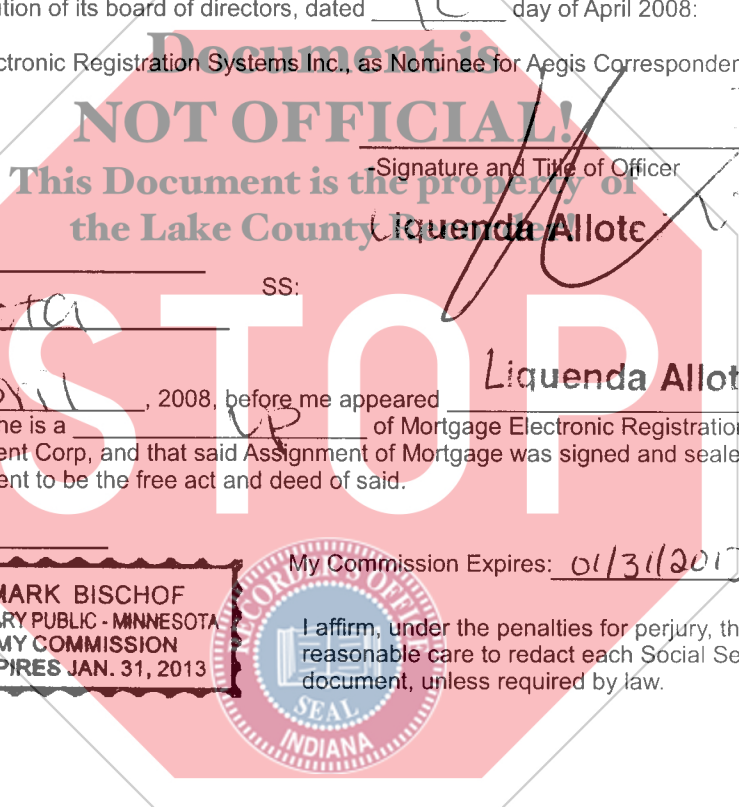 ution of its board of directors, dated day of April 2008:
ctronic Registration Systems Inc., as Nominee for Aegis Corresponden
Document is
NOT OFFICIAL!
-Signature and Title of Officer
This Document is the property of
the Lake County Recorder!
Liquenda Allote
SS:
STOP
Liquenda Allot
, 2008, before me appeared
ne is a VP of Mortgage Electronic Registration
ent Corp, and that said Assignment of Mortgage was signed and seale
ent to be the free act and deed of said.
My Commission Expires: 01/31/201
MARK BISCHOF
RY PUBLIC - MINNESOTA
MY COMMISSION
PIRES JAN. 31, 2013
RECORDER'S OFFICE
SEAL
INDIANA
I affirm, under the penalties for perjury, th
reasonable care to redact each Social Se
document, unless required by law.